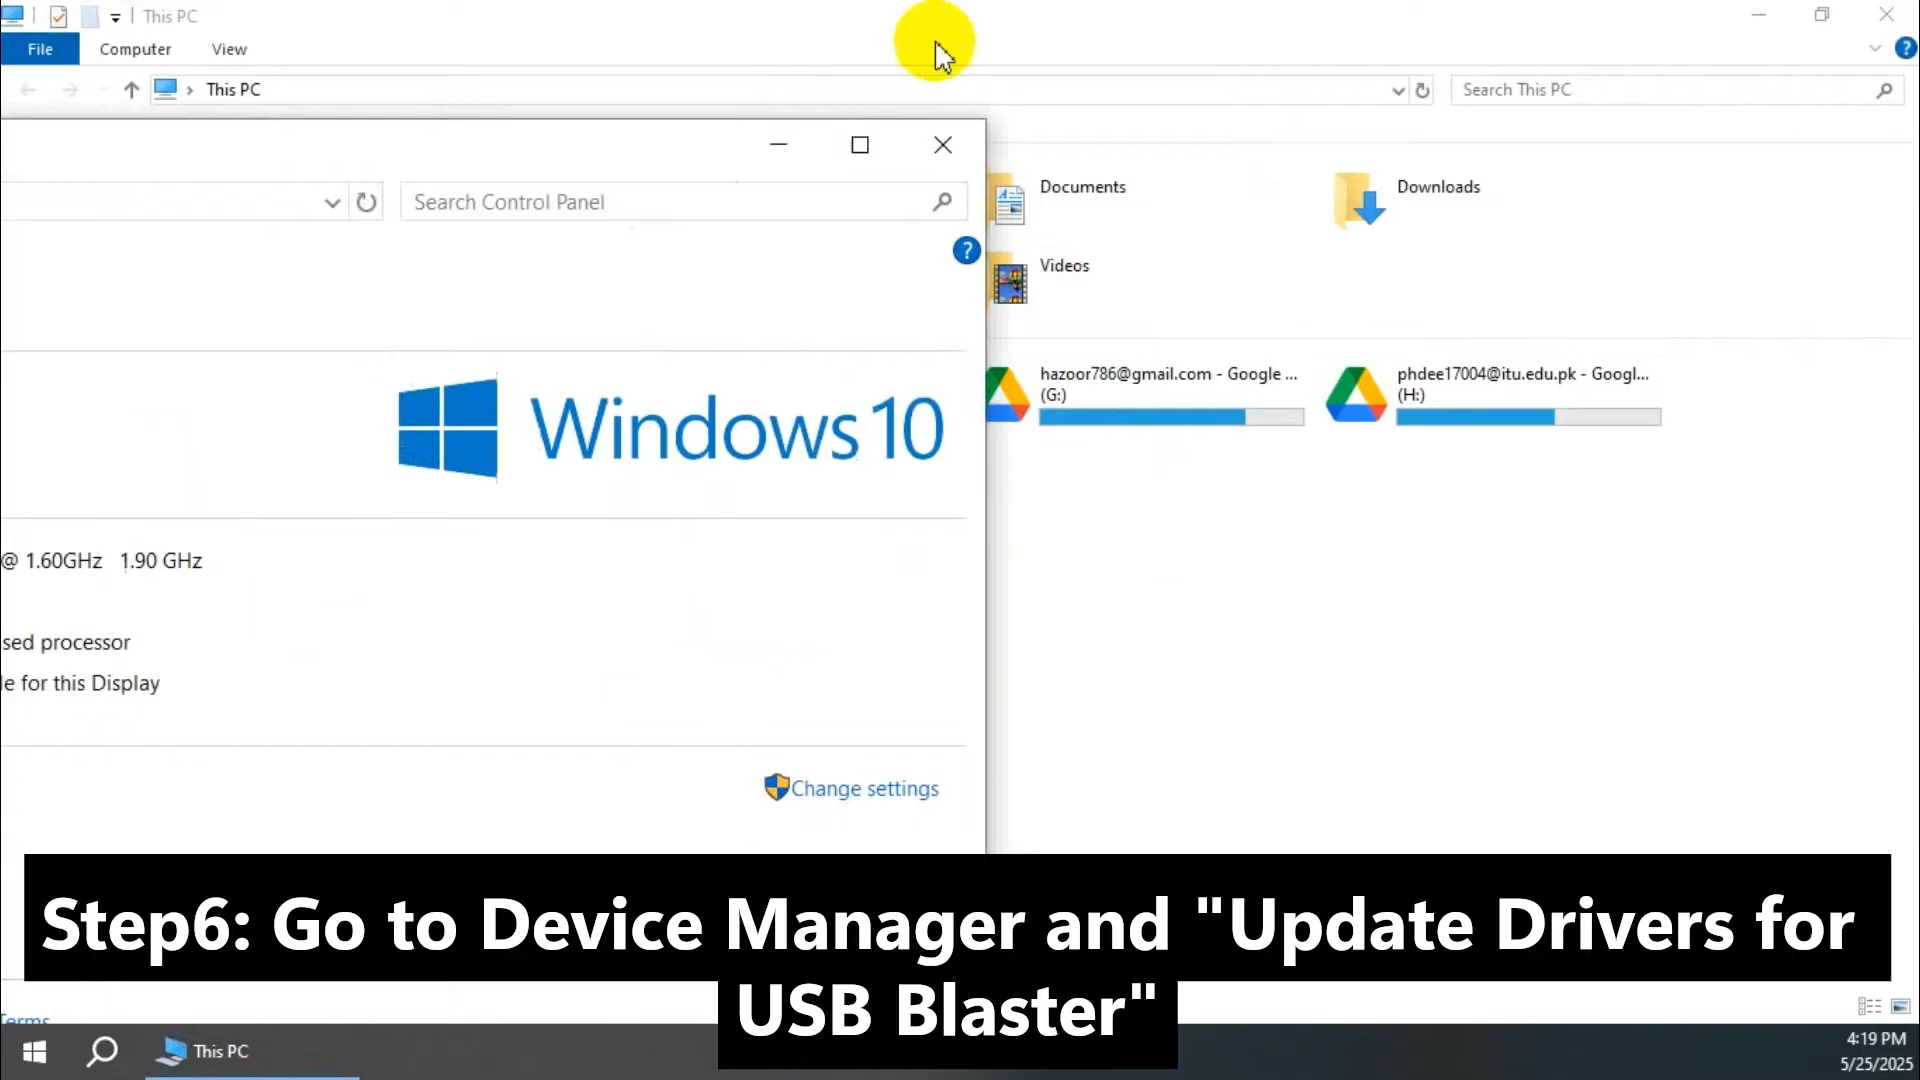 This PC
File Computer View
This PC
Search This PC
Search Control Panel
Documents
Downloads
Videos
hazoor786@gmail.com - Google ...
(G:)
phdee17004@itu.edu.pk - Googl...
(H:)
Windows 10
@ 1.60GHz 1.90 GHz
sed processor
le for this Display
Change settings
Step6: Go to Device Manager and "Update Drivers for
USB Blaster"
Terms
This PC
4:19 PM
5/25/2025